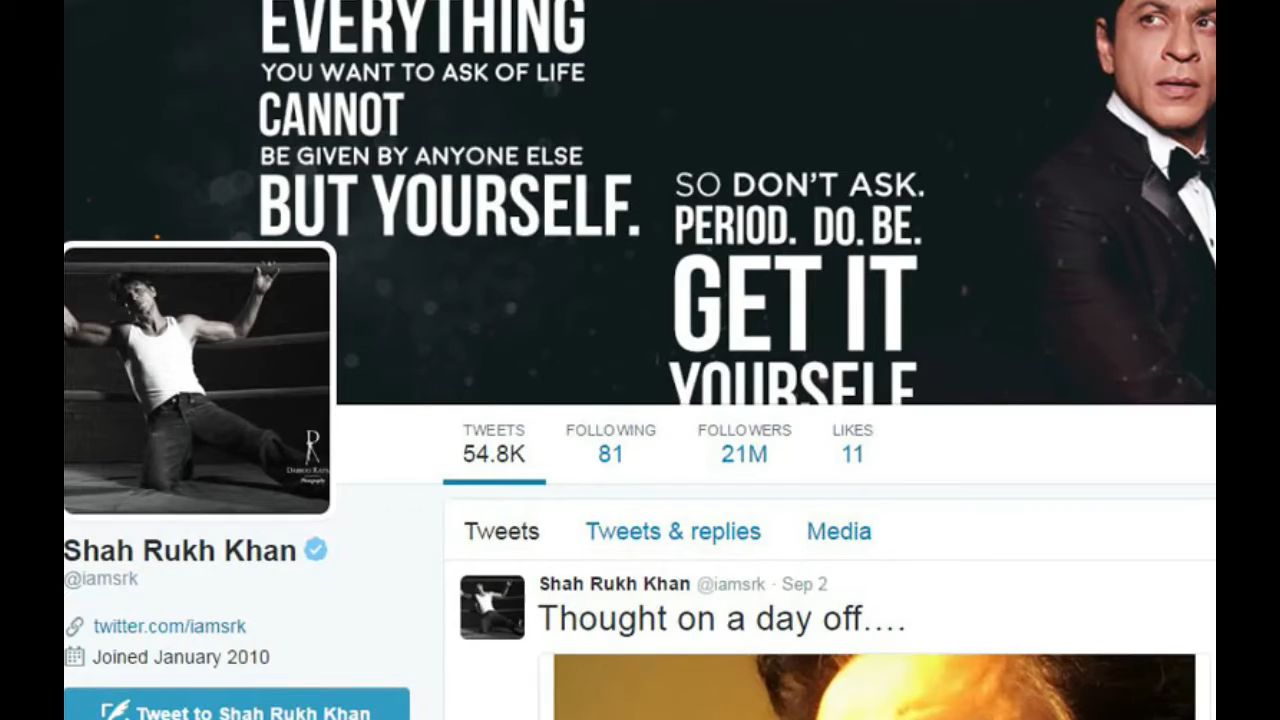 EVERYTHING
YOU WANT TO ASK OF LIFE
CANNOT
BE GIVEN BY ANYONE ELSE
BUT YOURSELF.
SO DON'T ASK.
PERIOD. DO. BE.
GET IT
YOURSELF
TWEETS FOLLOWING FOLLOWERS LIKES
54.8K 81 21M 11
Shah Rukh Khan
@iamsrk
twitter.com/iamsrk
Joined January 2010
Tweet to Shah Rukh Khan
Tweets Tweets & replies Media
Shah Rukh Khan @iamsrk · Sep 2
Thought on a day off....